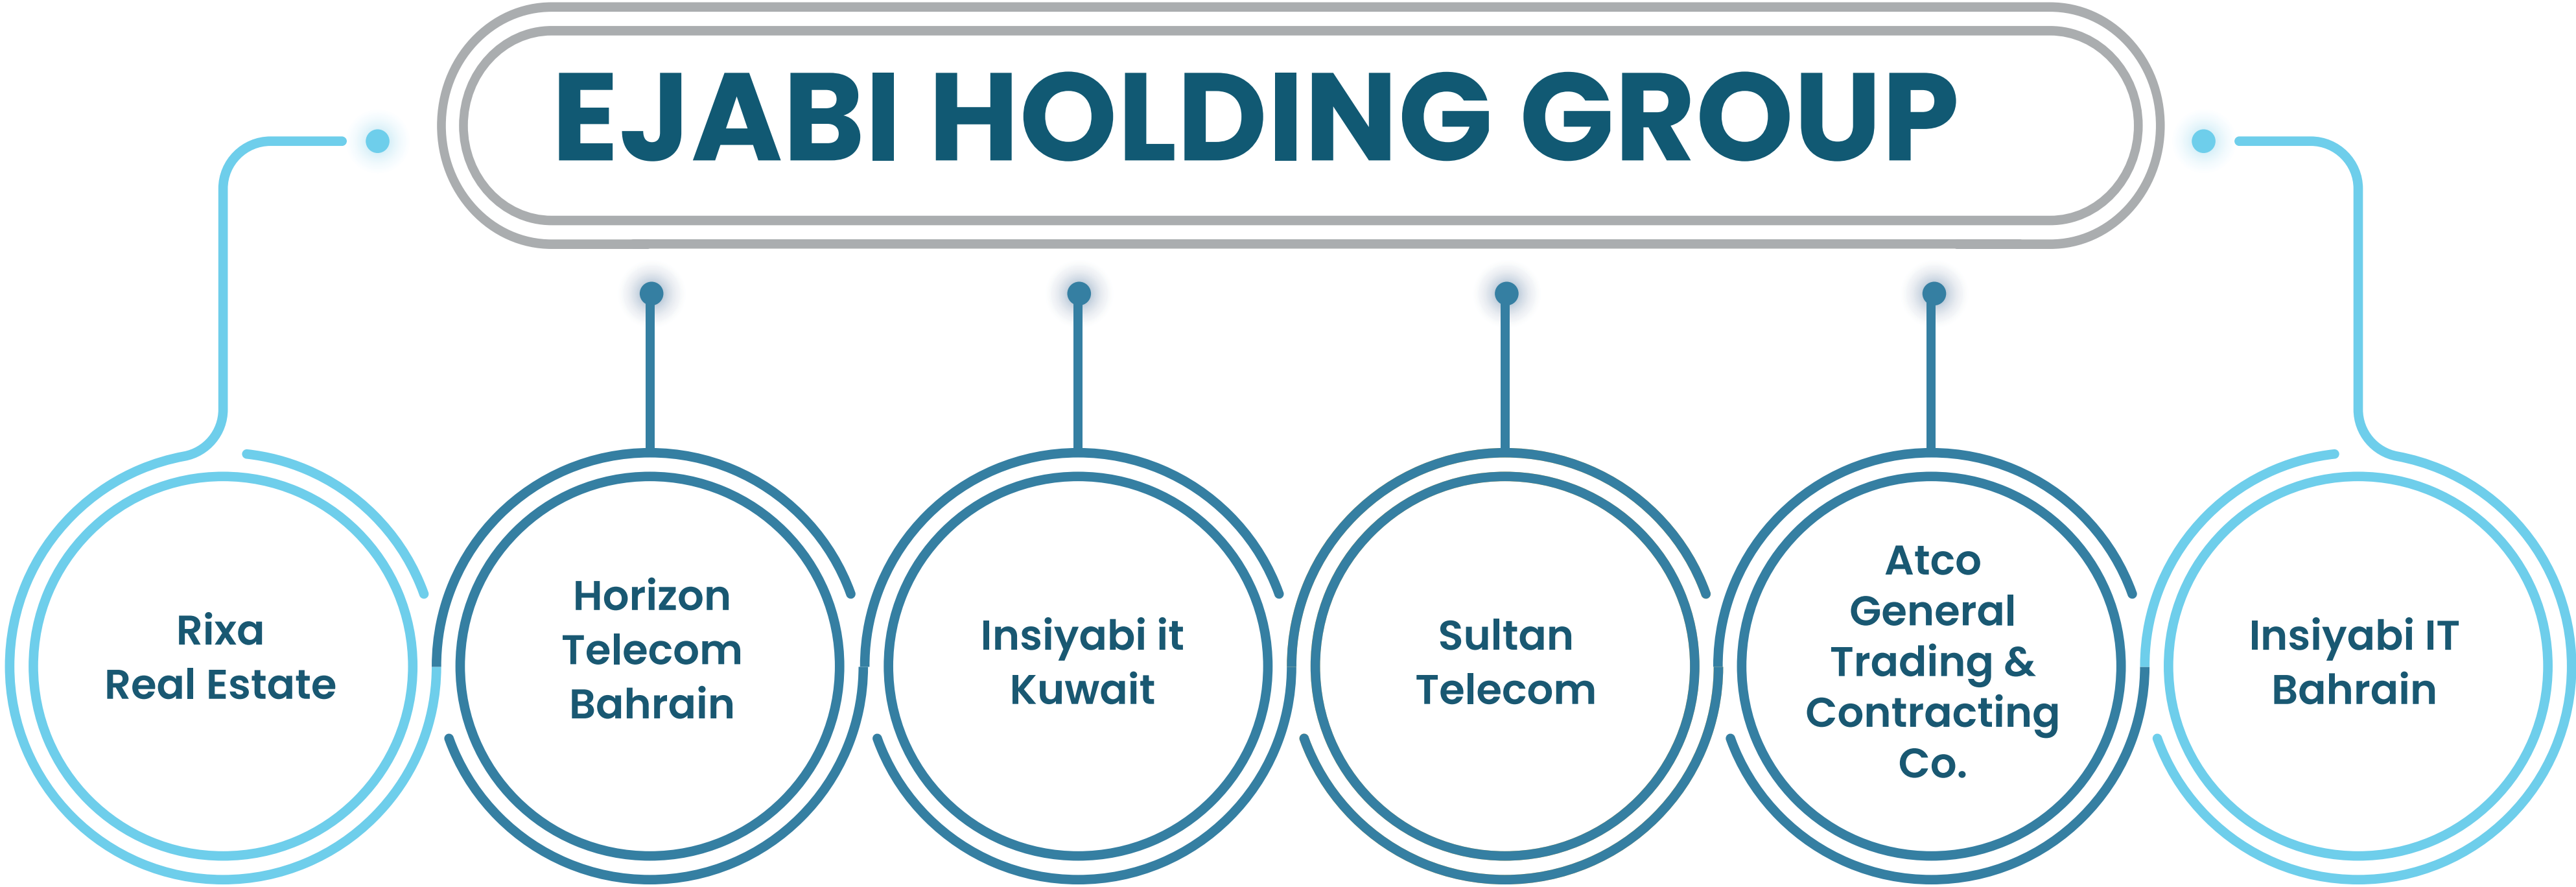 EJABI HOLDING GROUP
Rixa
Real Estate
Horizon
Telecom
Bahrain
Insiyabi it
Kuwait
Sultan
Telecom
Atco
General
Trading &
Contracting
Co.
Insiyabi IT
Bahrain